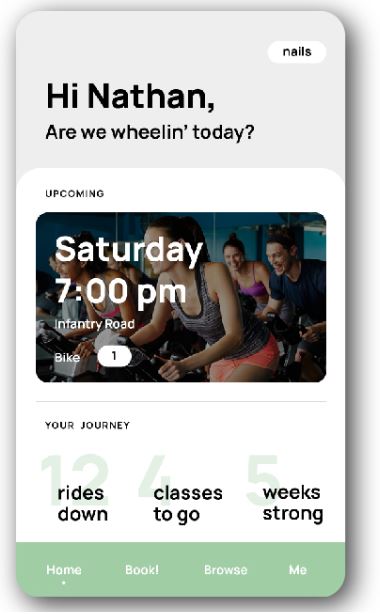 nails
Hi Nathan,
Are we wheelin' today?
UPCOMING
Saturday
7:00 pm
Infantry Road
Bike 1
YOUR JOURNEY
12 4 5
rides classes weeks
down to go strong
Home Book! Browse Me